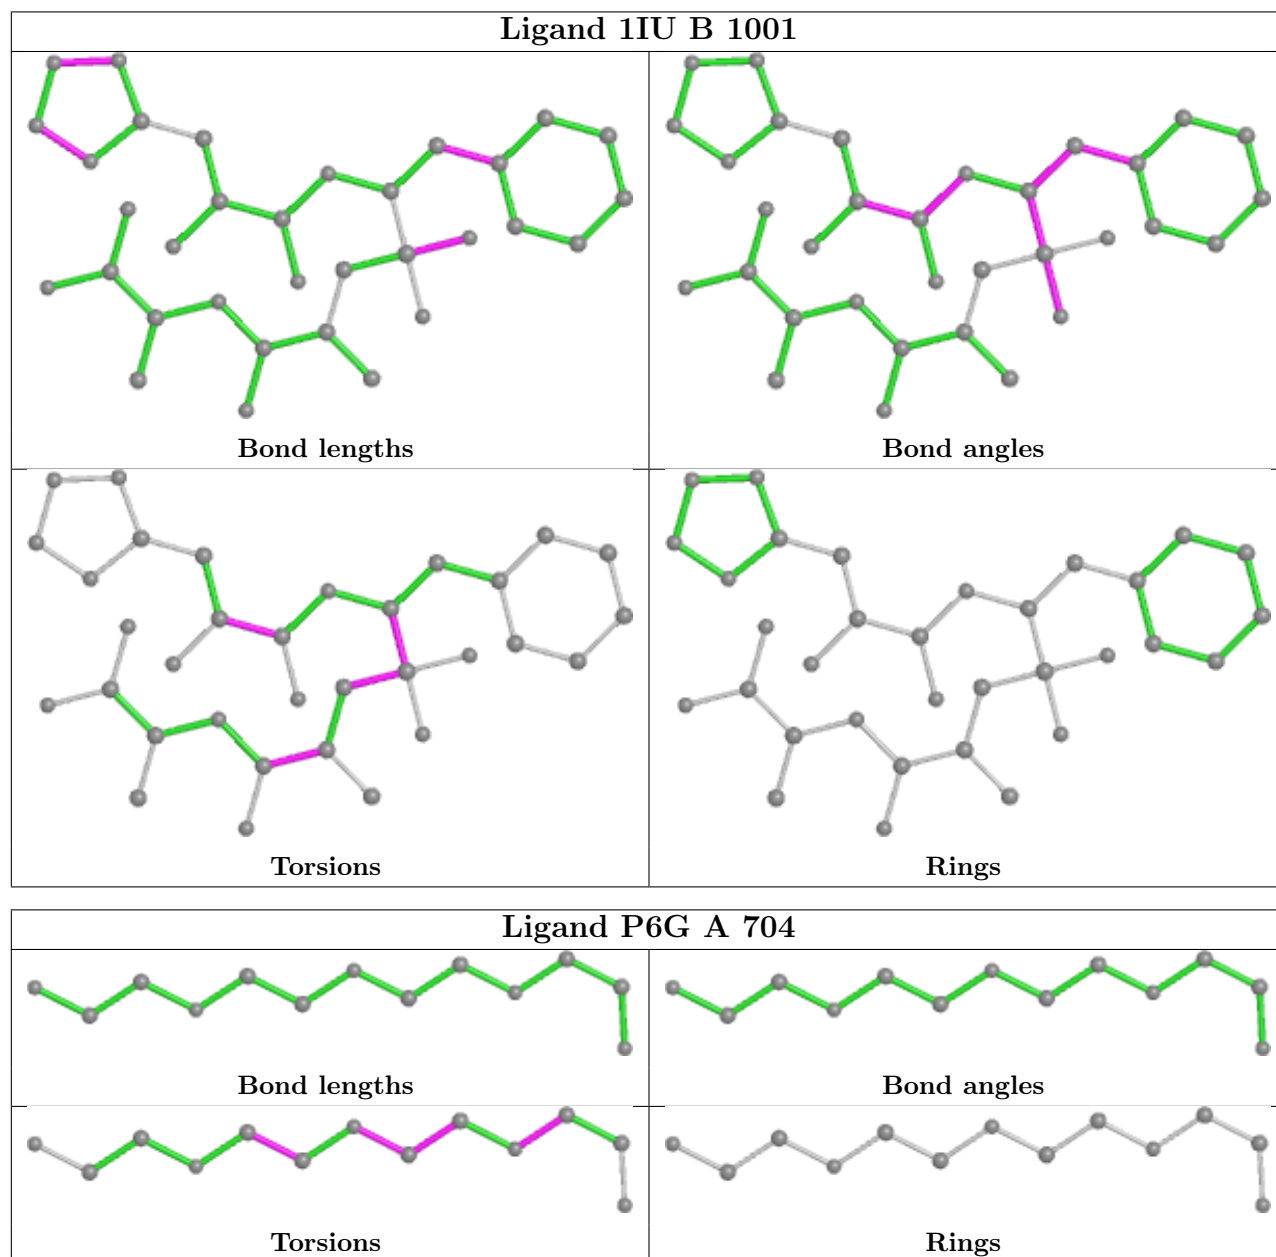 Ligand 1IU B 1001
Bond lengths
Bond angles
Torsions
Rings
Ligand P6G A 704
Bond lengths
Bond angles
Torsions
Rings